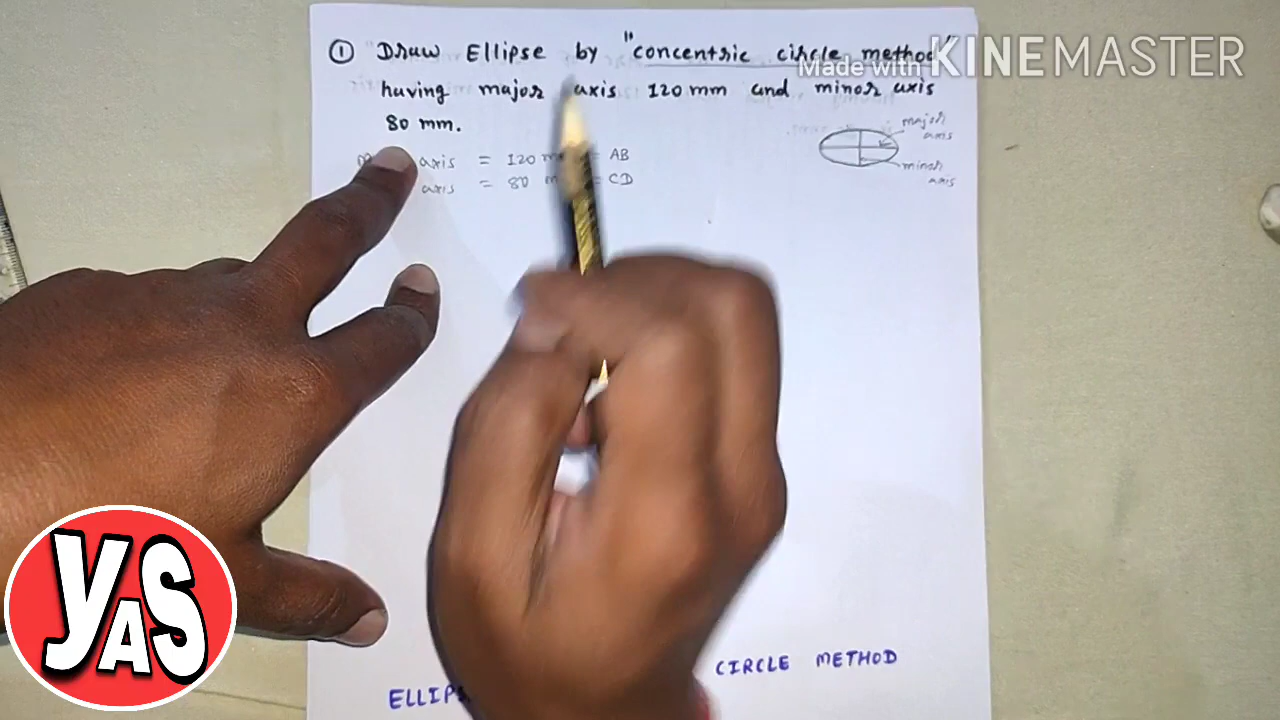 ① Draw Ellipse by "concentric circle method"
having major axis 120 mm and minor axis
80 mm.
axis = 120 = AB
axis = 80 = CD
major
axis
minor
axis
CIRCLE METHOD
Made with KINEMASTER
YAS